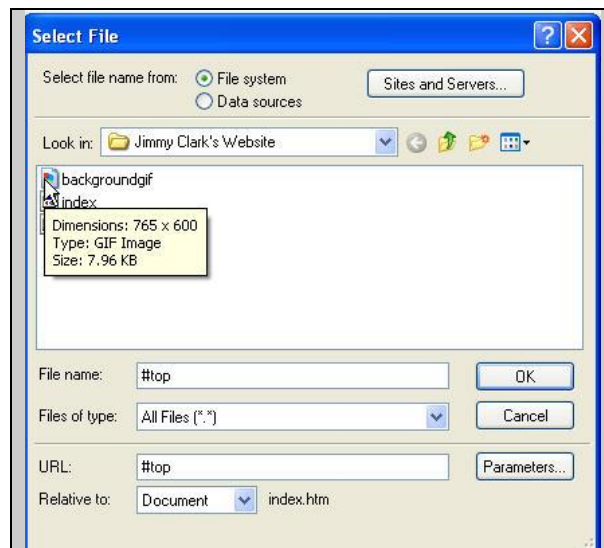 Select File
Select file name from: File system Sites and Servers...
Data sources
Look in: Jimmy Clark's Website
backgroundgif
index
Dimensions: 765 x 600
Type: GIF Image
Size: 7.96 KB
File name: #top OK
Files of type: All Files (*.*) Cancel
URL: #top Parameters...
Relative to: Document index.htm